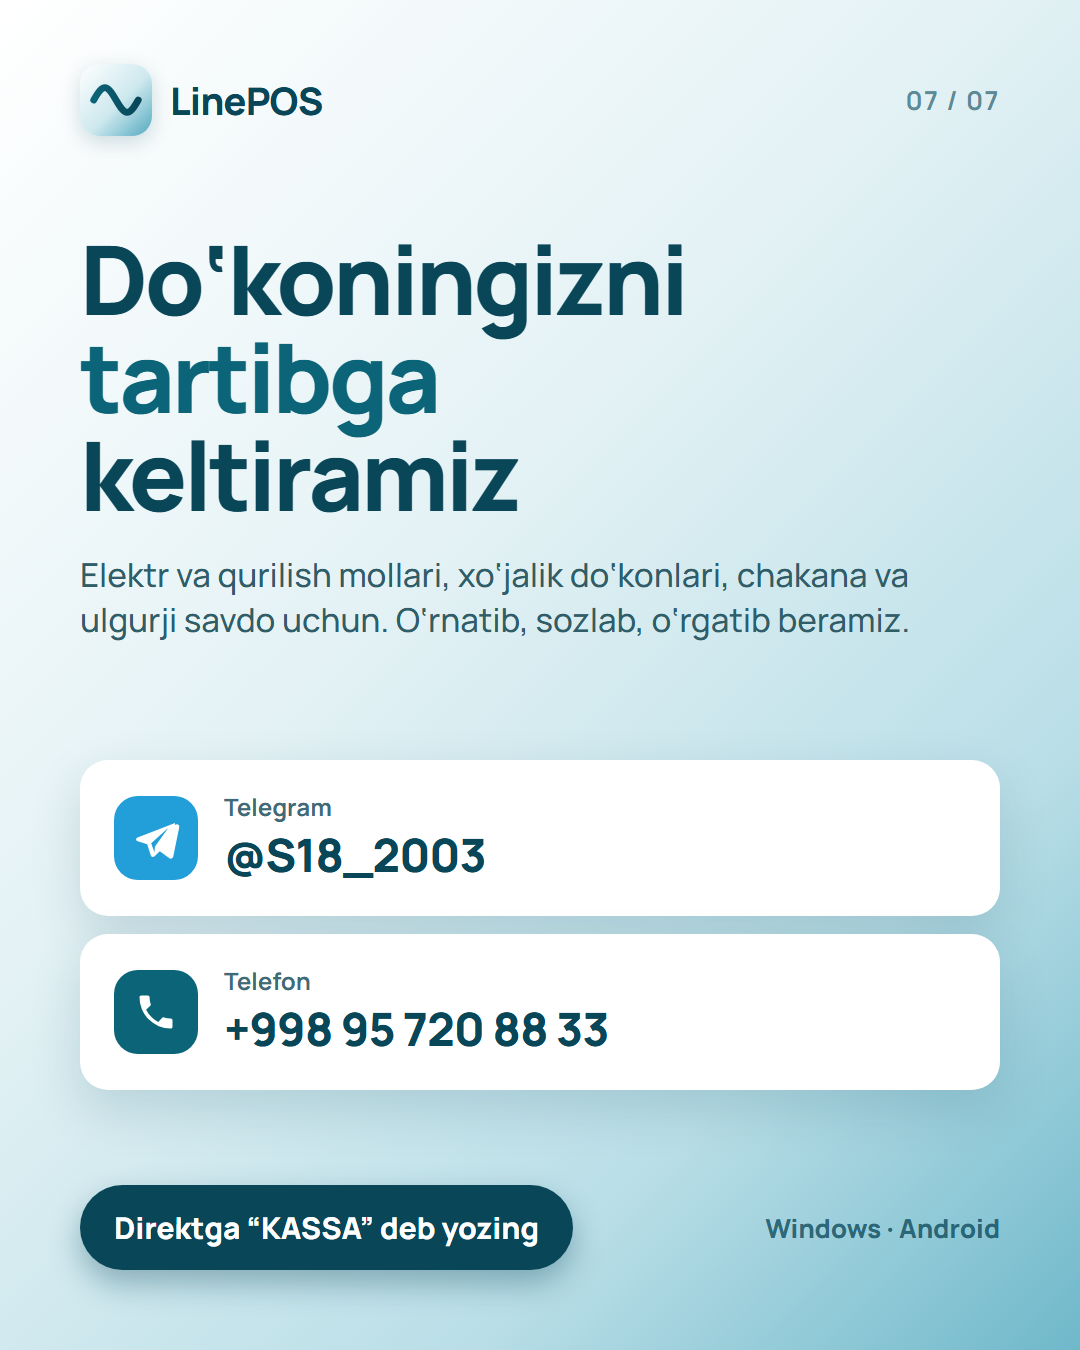 LinePOS
07 / 07
Doʻkoningizni
tartibga
keltiramiz
Elektr va qurilish mollari, xoʻjalik doʻkonlari, chakana va
ulgurji savdo uchun. Oʻrnatib, sozlab, oʻrgatib beramiz.
Telegram
@S18_2003
Telefon
+998 95 720 88 33
Direktga “KASSA” deb yozing
Windows · Android